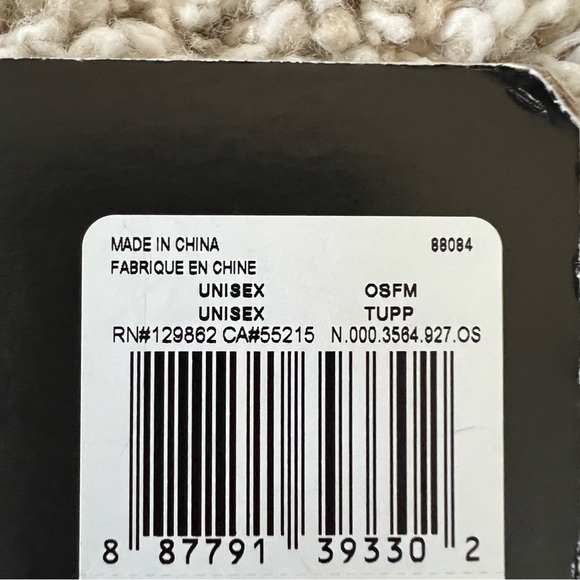 MADE IN CHINA 88084
FABRIQUE EN CHINE
UNISEX OSFM
UNISEX TUPP
RN#129862 CA#55215 N.000.3564.927.OS
8 87791 39330 2